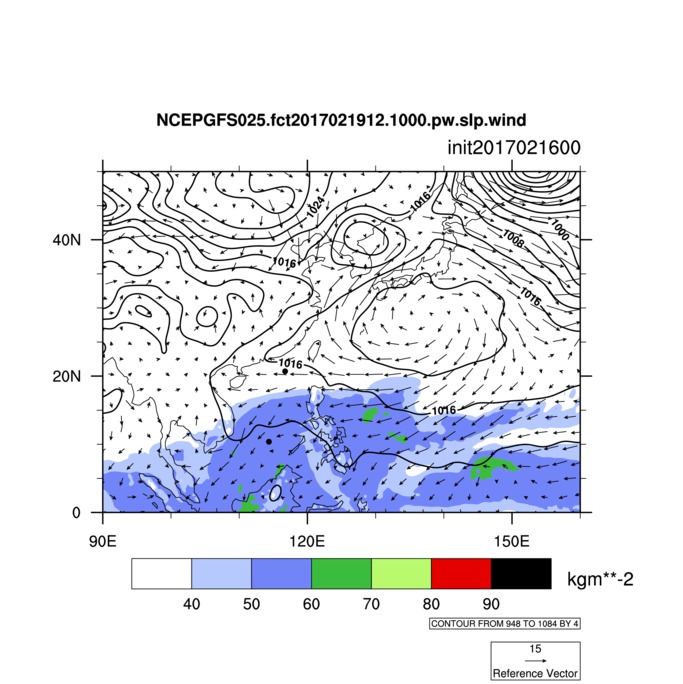 NCEPGFS025.fct2017021912.1000.pw.slp.wind
init2017021600
1024
1016
40N
1008
1000
1016
1016
1016
20N
1016
0
90E
120E
150E
kgm**-2
40
50
60
70
80
90
CONTOUR FROM 948 TO 1084 BY 4
15
Reference Vector